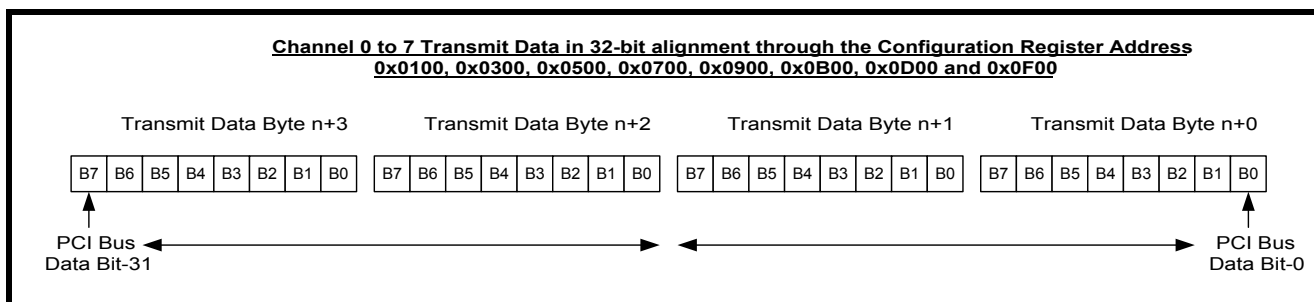 Channel 0 to 7 Transmit Data in 32-bit alignment through the Configuration Register Address
0x0100, 0x0300, 0x0500, 0x0700, 0x0900, 0x0B00, 0x0D00 and 0x0F00
Transmit Data Byte n+3 Transmit Data Byte n+2 Transmit Data Byte n+1 Transmit Data Byte n+0
B7 B6 B5 B4 B3 B2 B1 B0 B7 B6 B5 B4 B3 B2 B1 B0 B7 B6 B5 B4 B3 B2 B1 B0 B7 B6 B5 B4 B3 B2 B1 B0
PCI Bus PCI Bus
Data Bit-31 Data Bit-0